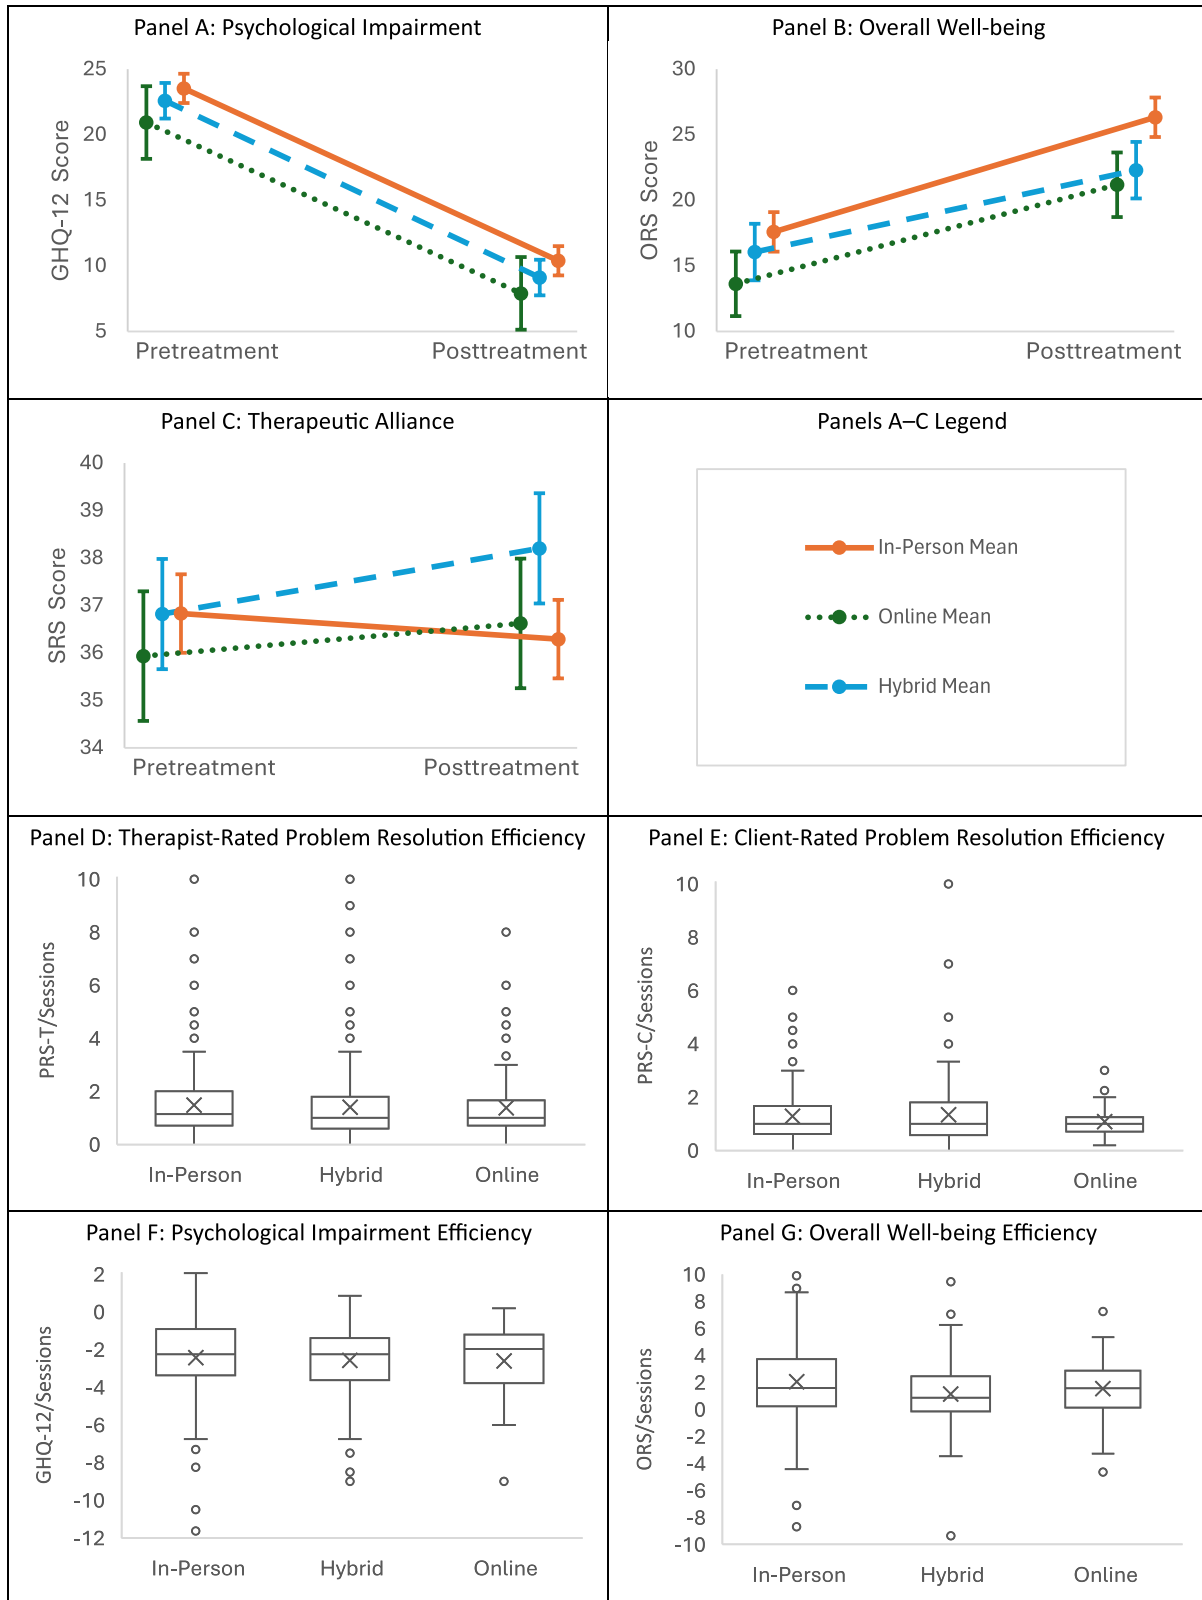 Panel A: Psychological Impairment
25
20
15
10
5
GHQ-12 Score
Pretreatment
Posttreatment
Panel B: Overall Well-being
30
25
20
15
10
ORS Score
Pretreatment
Posttreatment
Panel C: Therapeutic Alliance
40
39
38
37
36
35
34
SRS Score
Pretreatment
Posttreatment
Panels A–C Legend
In-Person Mean
Online Mean
Hybrid Mean
Panel D: Therapist-Rated Problem Resolution Efficiency
10
8
6
4
2
0
PRS-T/Sessions
In-Person
Hybrid
Online
Panel E: Client-Rated Problem Resolution Efficiency
10
8
6
4
2
0
PRS-C/Sessions
In-Person
Hybrid
Online
Panel F: Psychological Impairment Efficiency
2
0
-2
-4
-6
-8
-10
-12
GHQ-12/Sessions
In-Person
Hybrid
Online
Panel G: Overall Well-being Efficiency
10
8
6
4
2
0
-2
-4
-6
-8
-10
ORS/Sessions
In-Person
Hybrid
Online